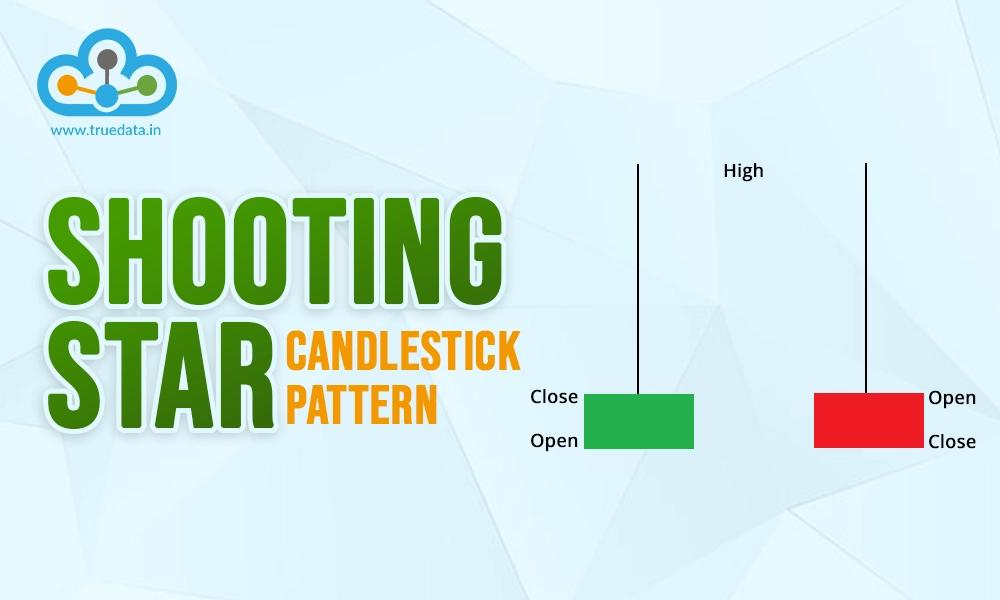 www.truedata.in
SHOOTING
STAR
CANDLESTICK
PATTERN
High
Close
Open
Open
Close